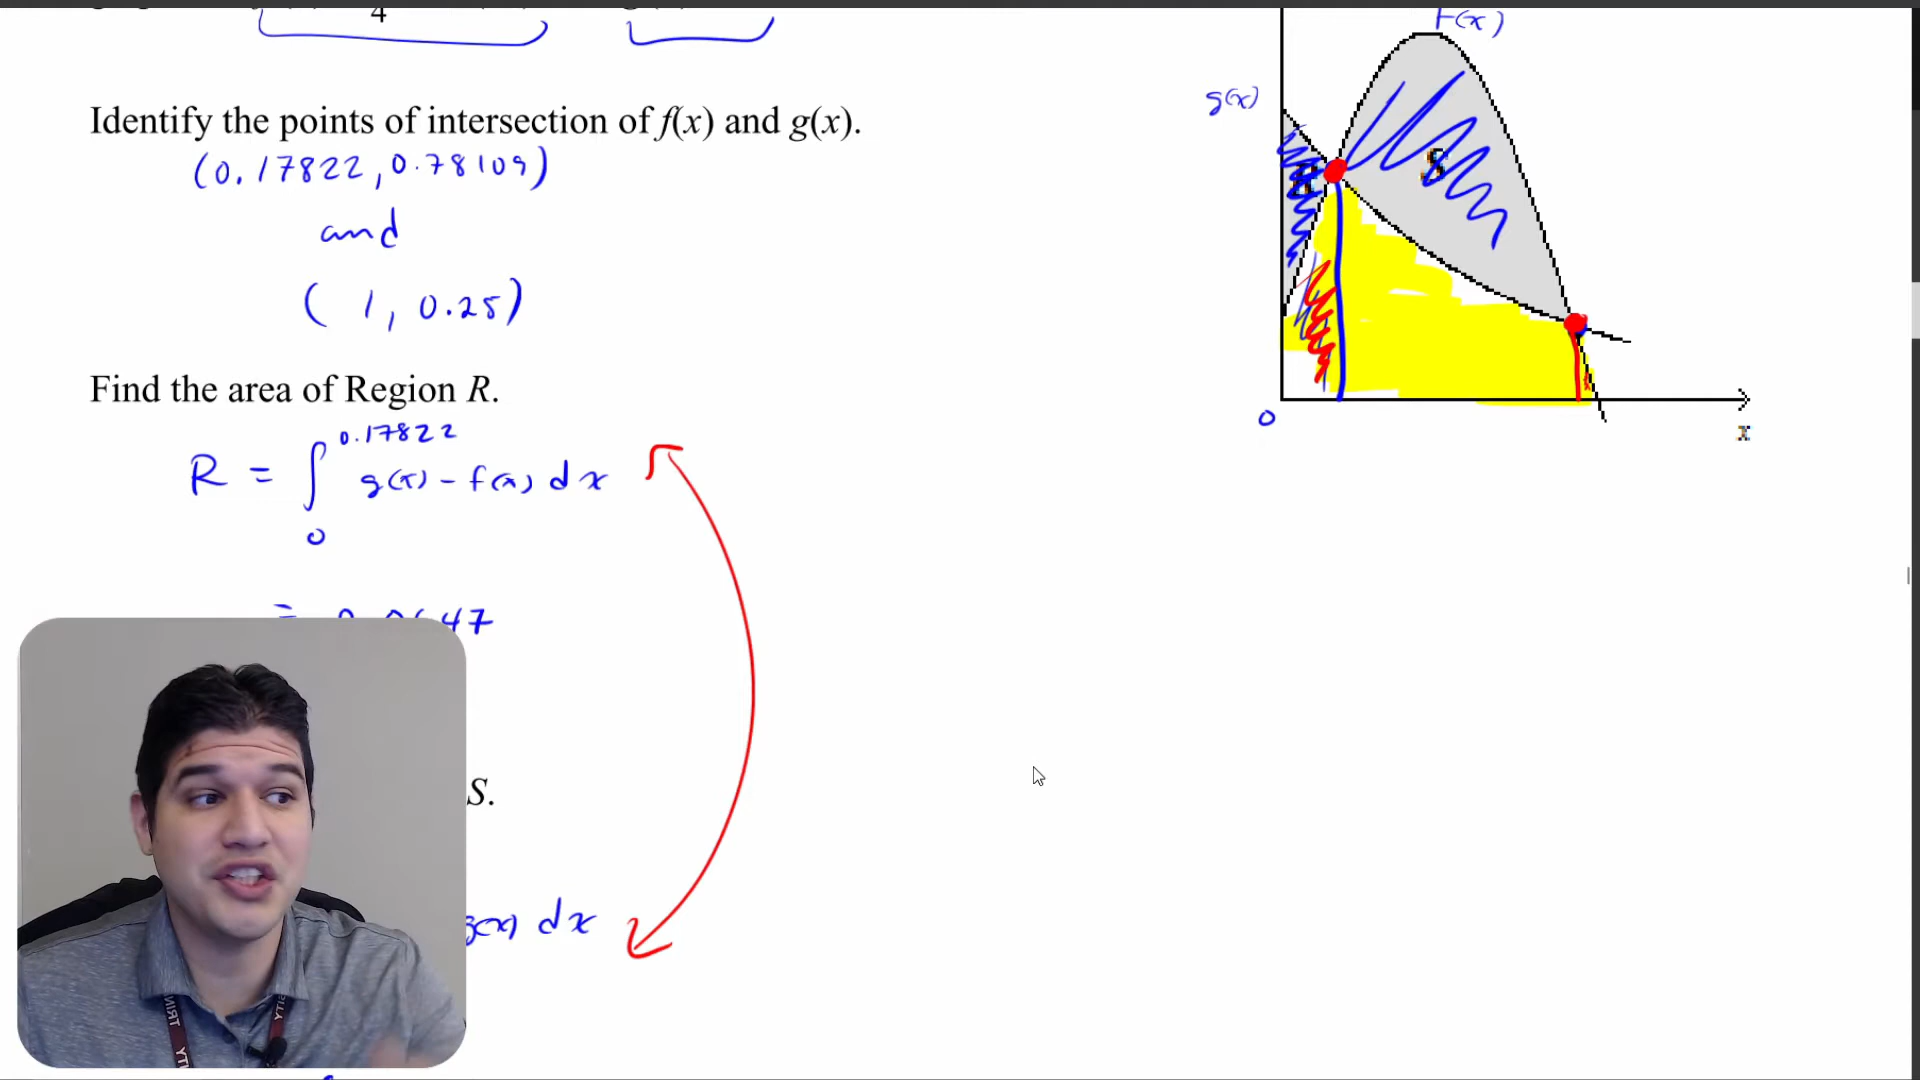 4
F(x)
g(x)
Identify the points of intersection of f(x) and g(x).
(0.17822, 0.78109)
and
( 1, 0.25)
S
0
x
Find the area of Region R.
R = ∫₀^0.17822 g(x) - f(x) dx
47
S.
g(x) dx